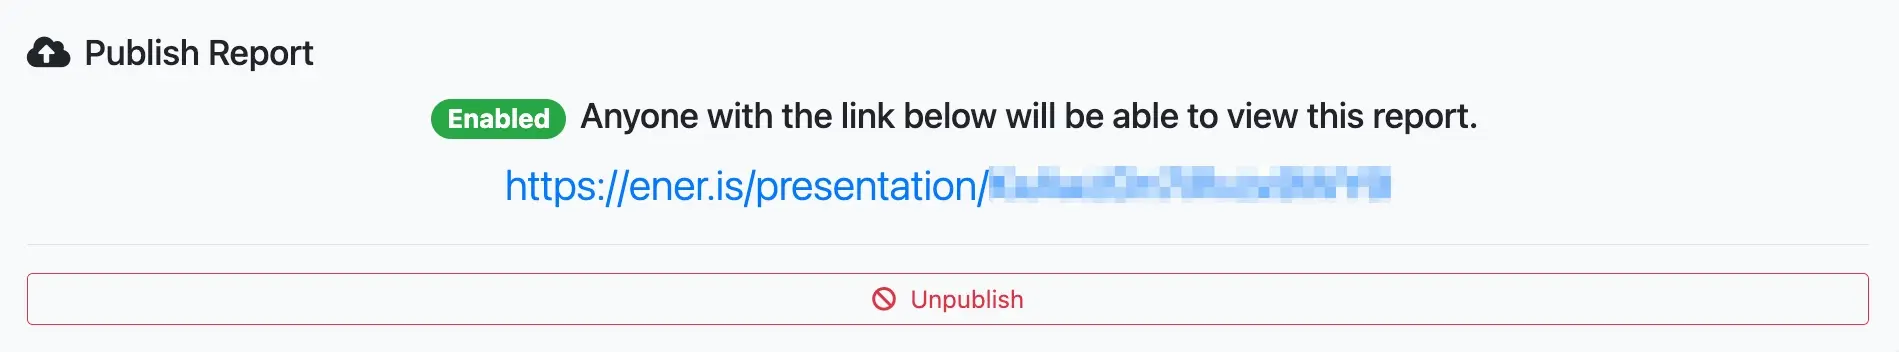 Publish Report
Enabled Anyone with the link below will be able to view this report.
https://ener.is/presentation/
Unpublish